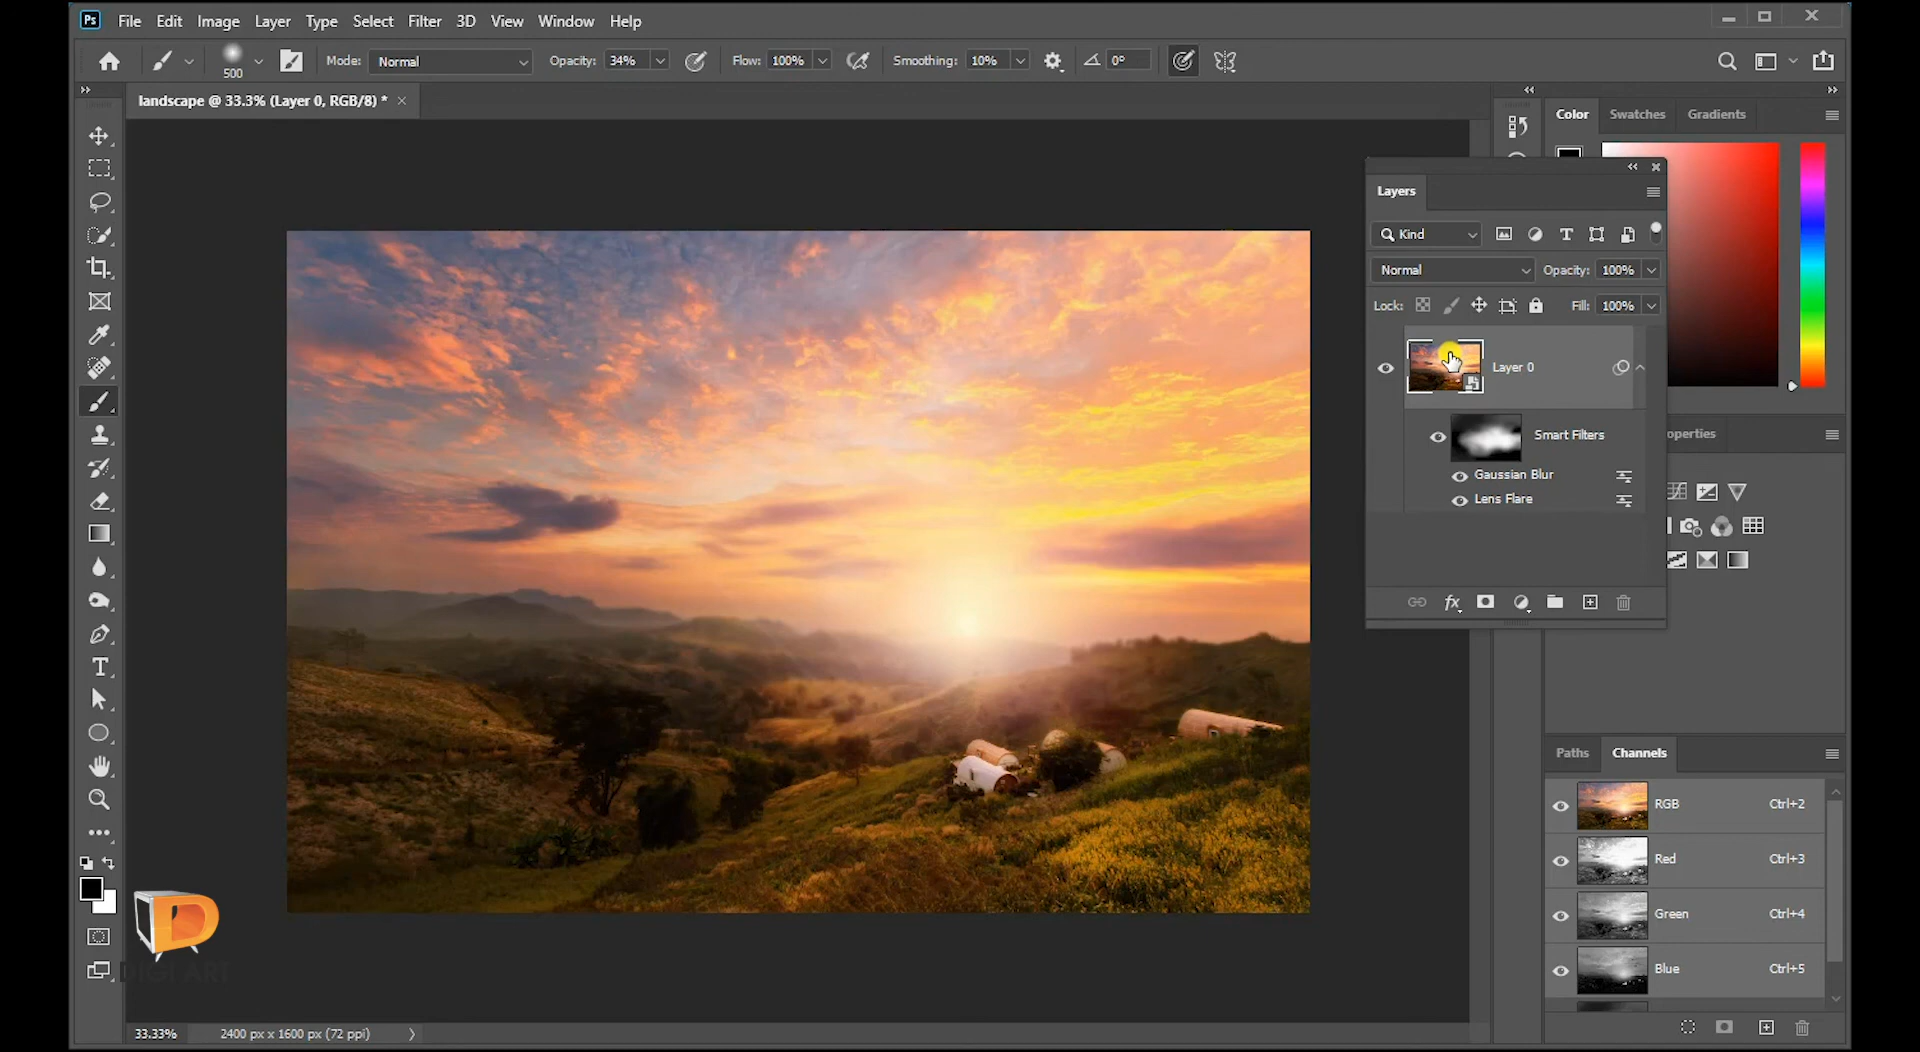 Ps File Edit Image Layer Type Select Filter 3D View Window Help
500 Mode: Normal Opacity: 34% Flow: 100% Smoothing: 10% 0°
landscape @ 33.3% (Layer 0, RGB/8) * ×
Color Swatches Gradients
Layers
Kind
Normal Opacity: 100%
Lock: Fill: 100%
Layer 0
Smart Filters
Gaussian Blur
Lens Flare
operties
fx
Paths Channels
RGB Ctrl+2
Red Ctrl+3
Green Ctrl+4
Blue Ctrl+5
DIGI ART
33.33% 2400 px x 1600 px (72 ppi)